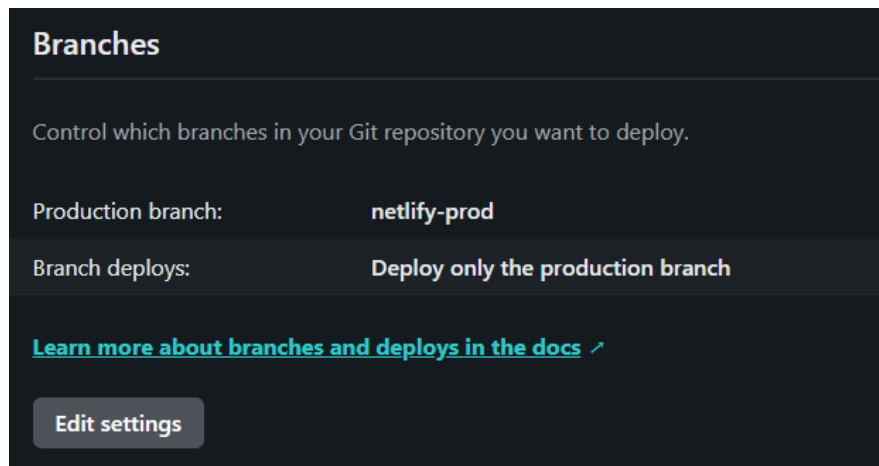 Branches
Control which branches in your Git repository you want to deploy.
Production branch: netlify-prod
Branch deploys: Deploy only the production branch
Learn more about branches and deploys in the docs ↗
Edit settings